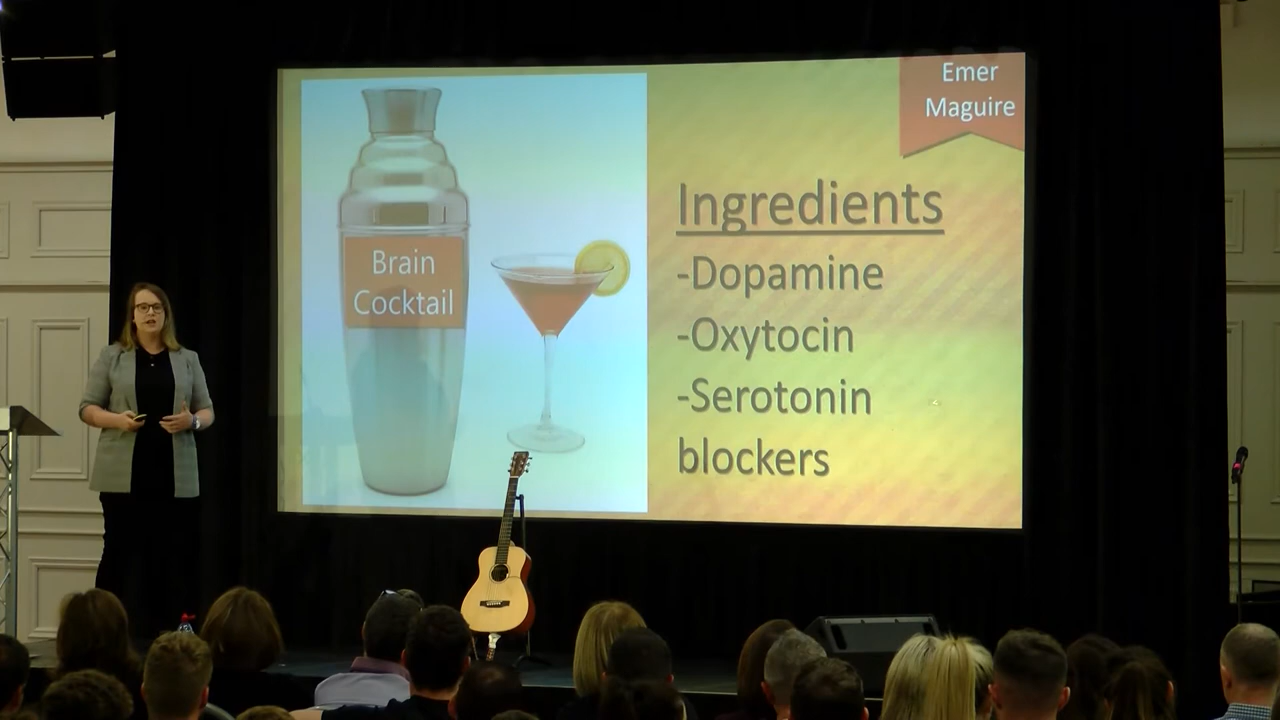 Emer
Maguire
Brain
Cocktail
Ingredients
-Dopamine
-Oxytocin
-Serotonin
blockers